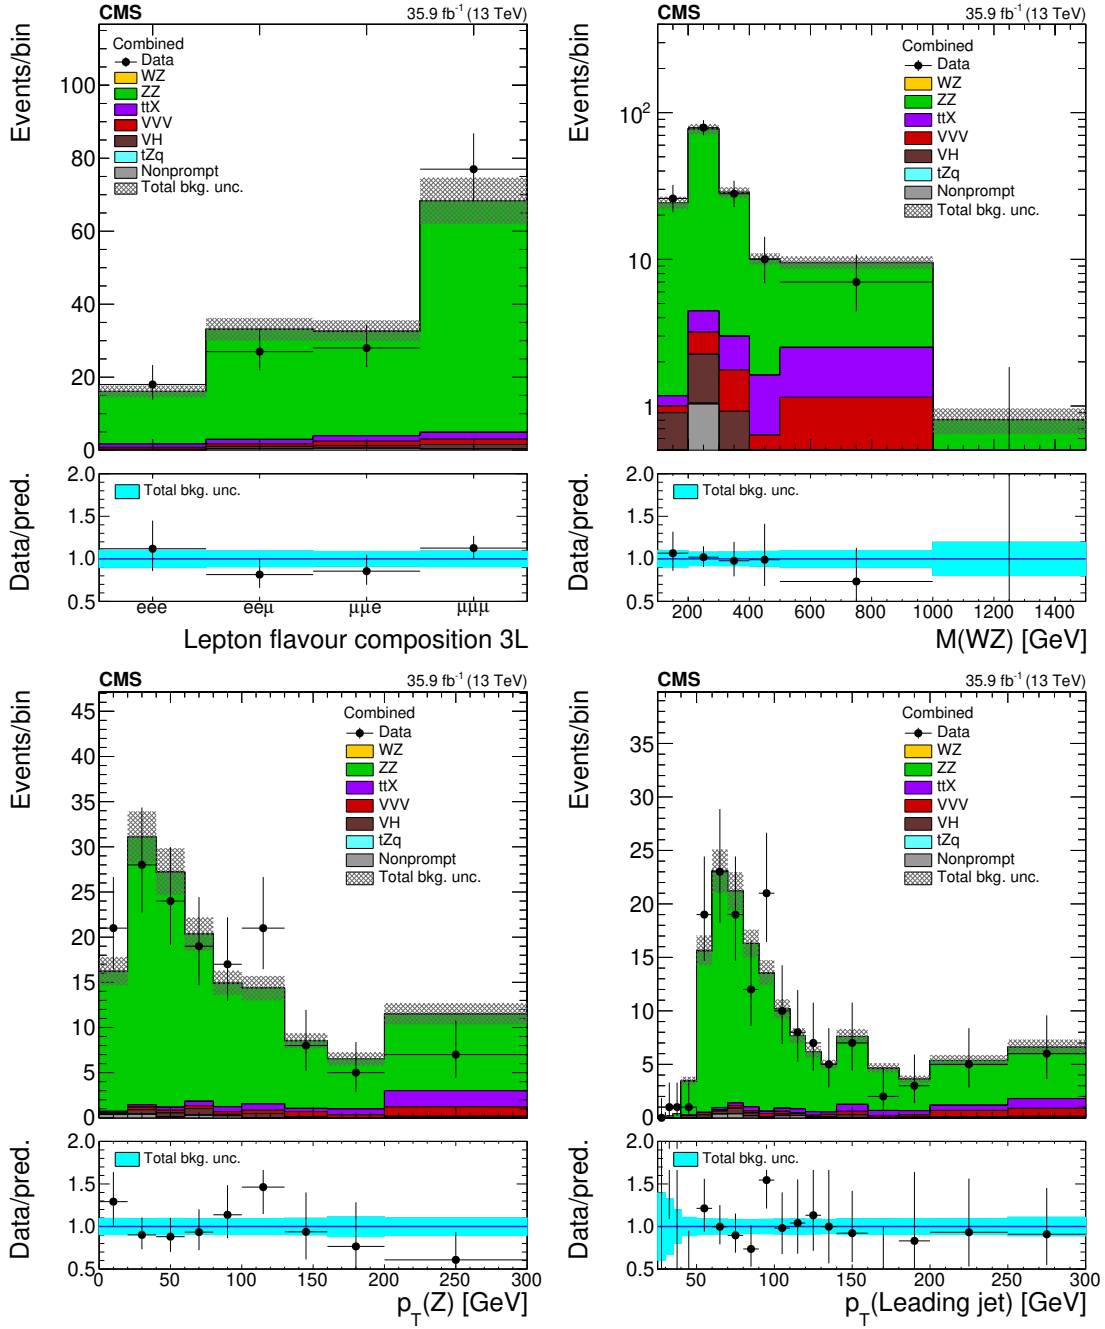 CMS 35.9 fb⁻¹ (13 TeV)
Events/bin
Combined
Data
WZ
ZZ
ttX
VVV
VH
tZq
Nonprompt
Total bkg. unc.
100
80
60
40
20
0
Data/pred.
Total bkg. unc.
2.0
1.5
1.0
0.5
eee eeμ μμe μμμ
Lepton flavour composition 3L
CMS 35.9 fb⁻¹ (13 TeV)
Events/bin
Combined
Data
WZ
ZZ
ttX
VVV
VH
tZq
Nonprompt
Total bkg. unc.
10²
10
1
Data/pred.
Total bkg. unc.
2.0
1.5
1.0
0.5
200 400 600 800 1000 1200 1400
M(WZ) [GeV]
CMS 35.9 fb⁻¹ (13 TeV)
Events/bin
Combined
Data
WZ
ZZ
ttX
VVV
VH
tZq
Nonprompt
Total bkg. unc.
45
40
35
30
25
20
15
10
5
0
Data/pred.
Total bkg. unc.
2.0
1.5
1.0
0.5
0 50 100 150 200 250 300
p_T(Z) [GeV]
CMS 35.9 fb⁻¹ (13 TeV)
Events/bin
Combined
Data
WZ
ZZ
ttX
VVV
VH
tZq
Nonprompt
Total bkg. unc.
35
30
25
20
15
10
5
0
Data/pred.
Total bkg. unc.
2.0
1.5
1.0
0.5
50 100 150 200 250 300
p_T(Leading jet) [GeV]